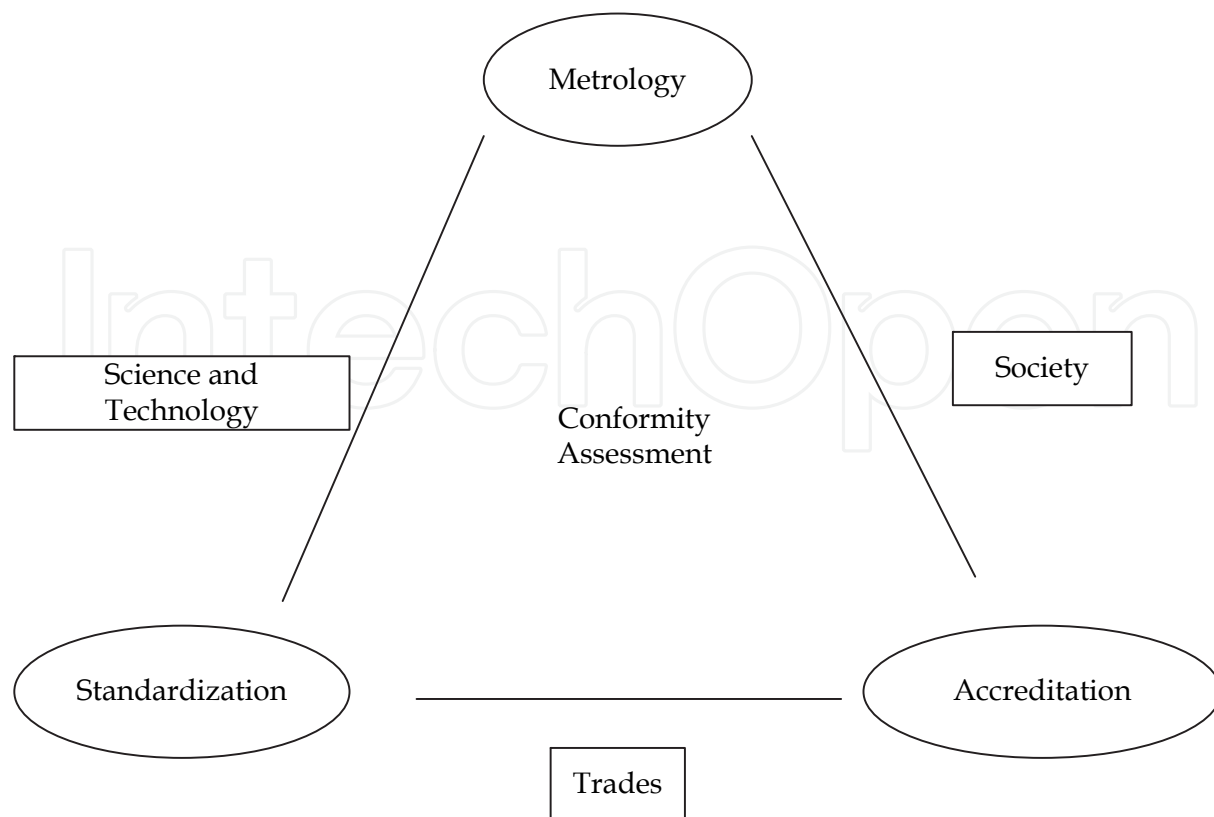 Metrology
IntechOpen
Science and
Technology
Society
Conformity
Assessment
Standardization
Accreditation
Trades